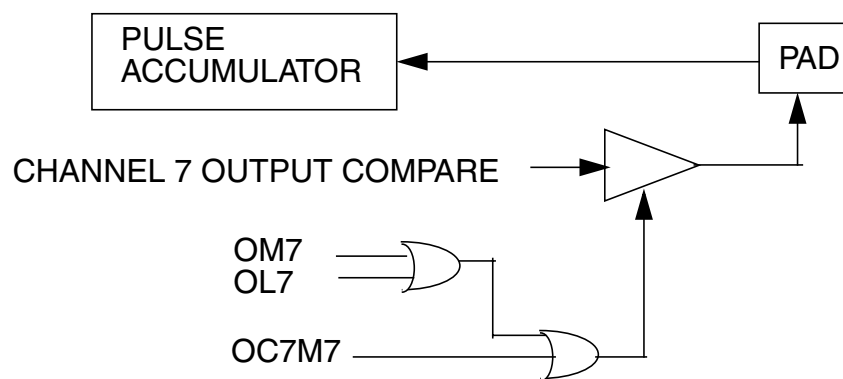 PULSE
ACCUMULATOR
PAD
CHANNEL 7 OUTPUT COMPARE
OM7
OL7
OC7M7